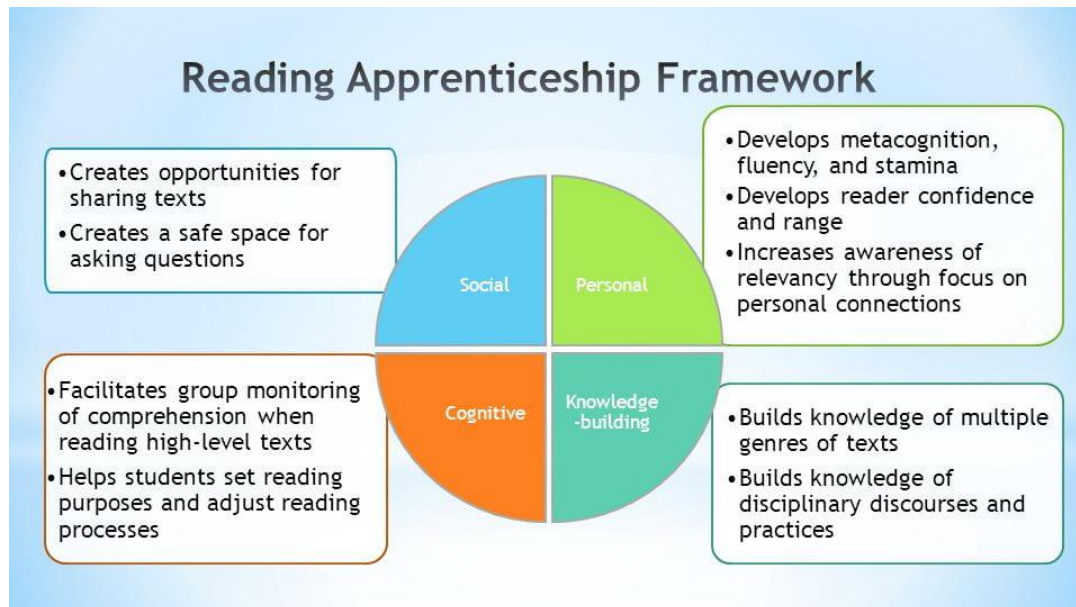 Reading Apprenticeship Framework
•Creates opportunities for
sharing texts
•Creates a safe space for
asking questions
•Develops metacognition,
fluency, and stamina
•Develops reader confidence
and range
•Increases awareness of
relevancy through focus on
personal connections
Social
Personal
Cognitive
Knowledge
-building
•Facilitates group monitoring
of comprehension when
reading high-level texts
•Helps students set reading
purposes and adjust reading
processes
•Builds knowledge of multiple
genres of texts
•Builds knowledge of
disciplinary discourses and
practices